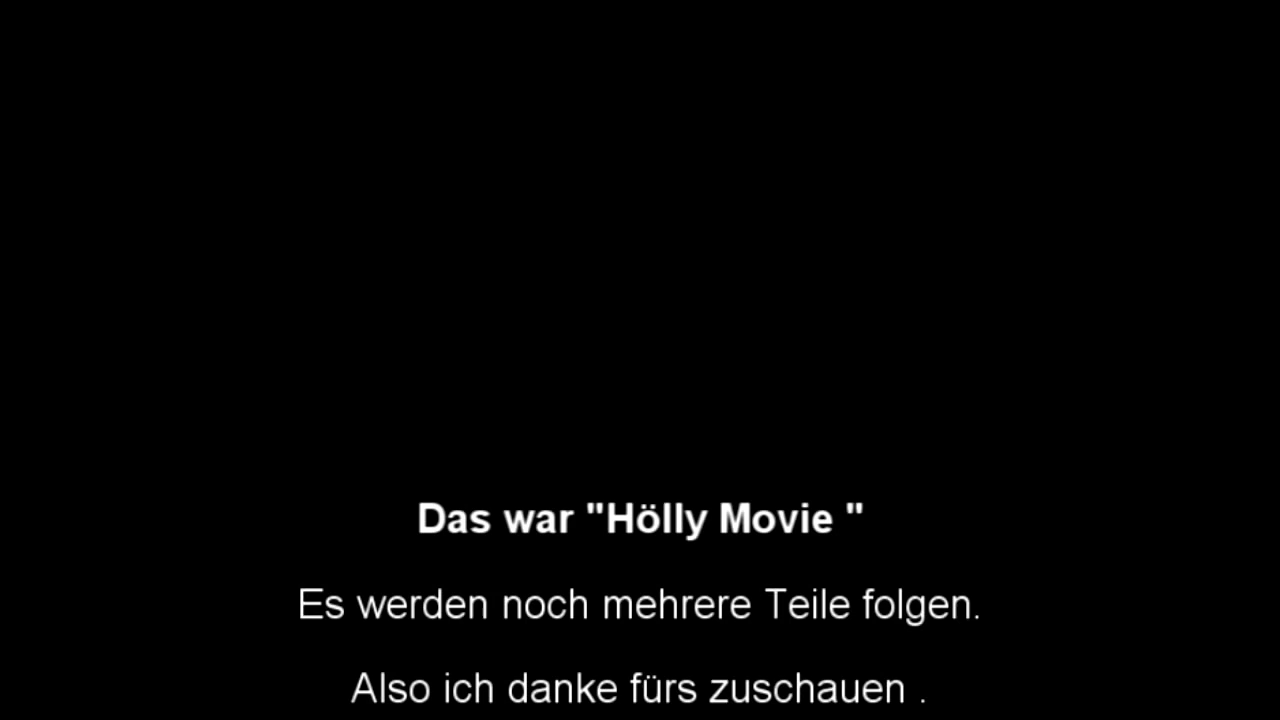 Das war "Hölly Movie "
Es werden noch mehrere Teile folgen.
Also ich danke fürs zuschauen .